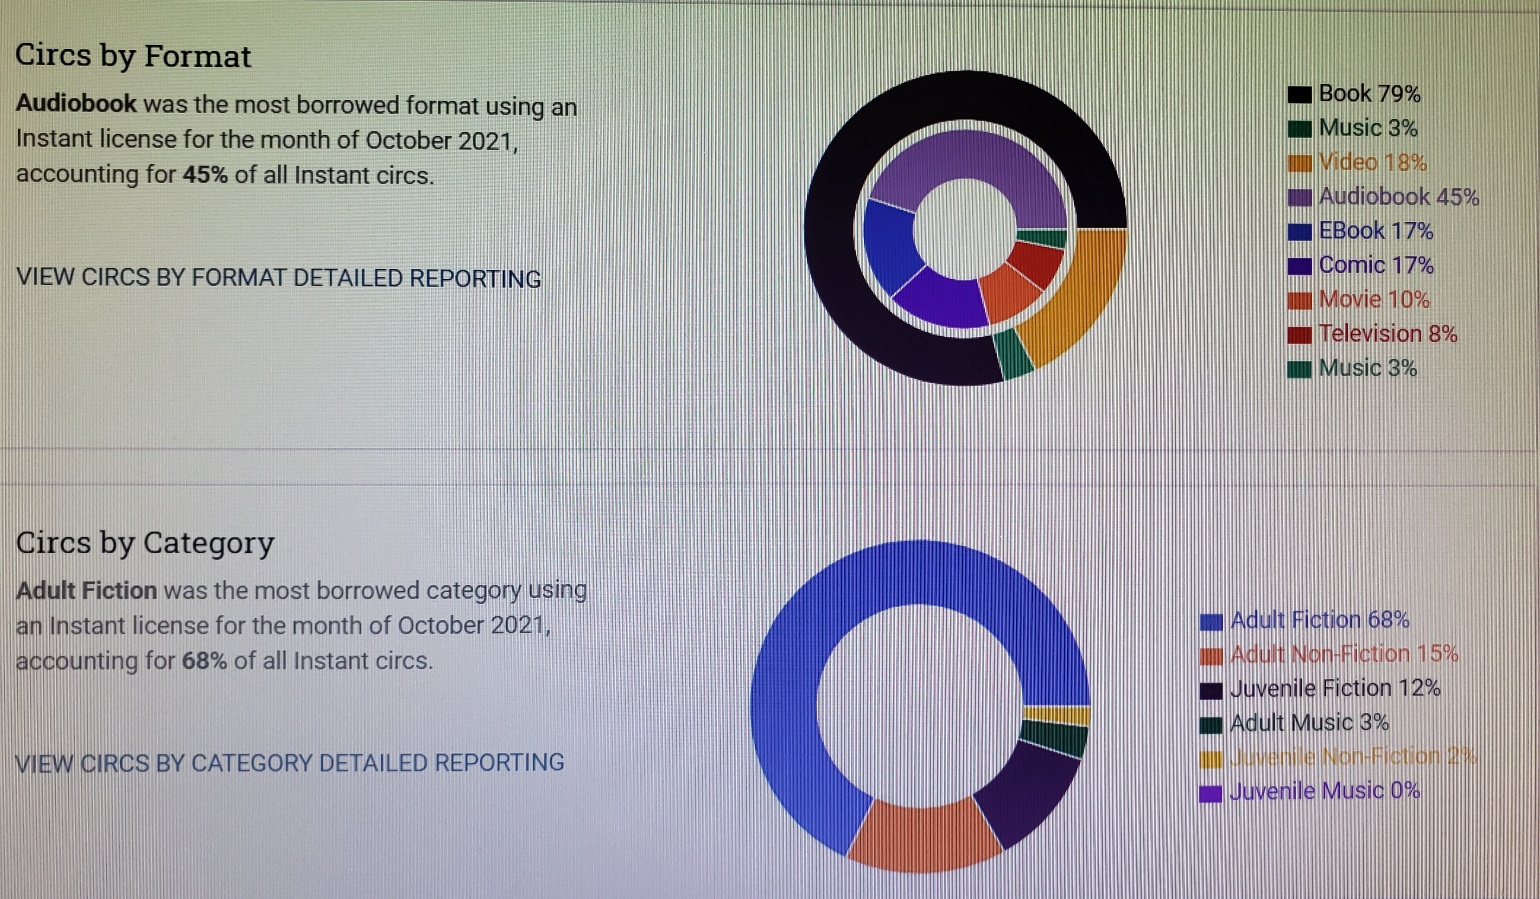 Circs by Format
Audiobook was the most borrowed format using an
Instant license for the month of October 2021,
accounting for 45% of all Instant circs.
VIEW CIRCS BY FORMAT DETAILED REPORTING
Book 79%
Music 3%
Video 18%
Audiobook 45%
EBook 17%
Comic 17%
Movie 10%
Television 8%
Music 3%
Circs by Category
Adult Fiction was the most borrowed category using
an Instant license for the month of October 2021,
accounting for 68% of all Instant circs.
VIEW CIRCS BY CATEGORY DETAILED REPORTING
Adult Fiction 68%
Adult Non-Fiction 15%
Juvenile Fiction 12%
Adult Music 3%
Juvenile Non-Fiction 2%
Juvenile Music 0%